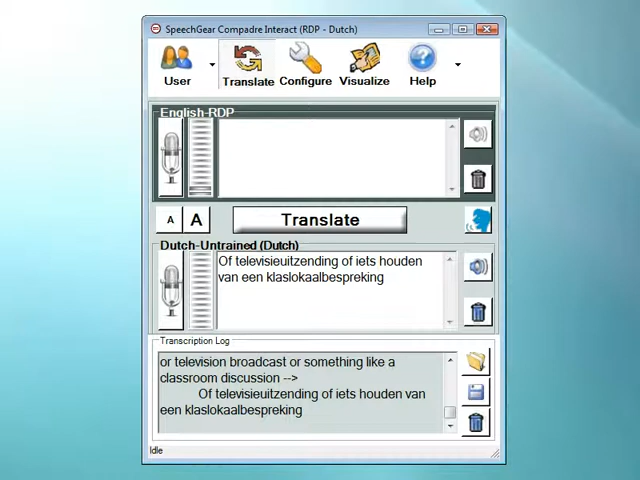 SpeechGear Compadre Interact (RDP - Dutch)
User Translate Configure Visualize Help
English-RDP
A A Translate
Dutch-Untrained (Dutch)
Of televisieuitzending of iets houden
van een klaslokaalbespreking
Transcription Log
or television broadcast or something like a
classroom discussion -->
Of televisieuitzending of iets houden van
een klaslokaalbespreking
Idle